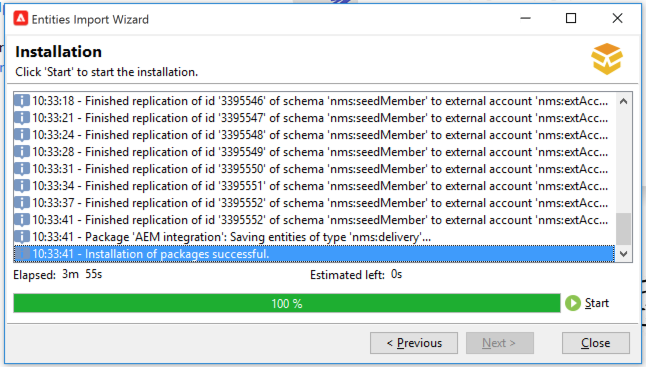 Entities Import Wizard
Installation
Click 'Start' to start the installation.
10:33:18 - Finished replication of id '3395546' of schema 'nms:seedMember' to external account 'nms:extAcc...
10:33:21 - Finished replication of id '3395547' of schema 'nms:seedMember' to external account 'nms:extAcc...
10:33:24 - Finished replication of id '3395548' of schema 'nms:seedMember' to external account 'nms:extAcc...
10:33:28 - Finished replication of id '3395549' of schema 'nms:seedMember' to external account 'nms:extAcc...
10:33:31 - Finished replication of id '3395550' of schema 'nms:seedMember' to external account 'nms:extAcc...
10:33:34 - Finished replication of id '3395551' of schema 'nms:seedMember' to external account 'nms:extAcc...
10:33:37 - Finished replication of id '3395552' of schema 'nms:seedMember' to external account 'nms:extAcc...
10:33:41 - Finished replication of id '3395552' of schema 'nms:seedMember' to external account 'nms:extAcc...
10:33:41 - Package 'AEM integration': Saving entities of type 'nms:delivery'...
10:33:41 - Installation of packages successful.
Elapsed: 3m 55s Estimated left: 0s
100 % Start
< Previous Next > Close